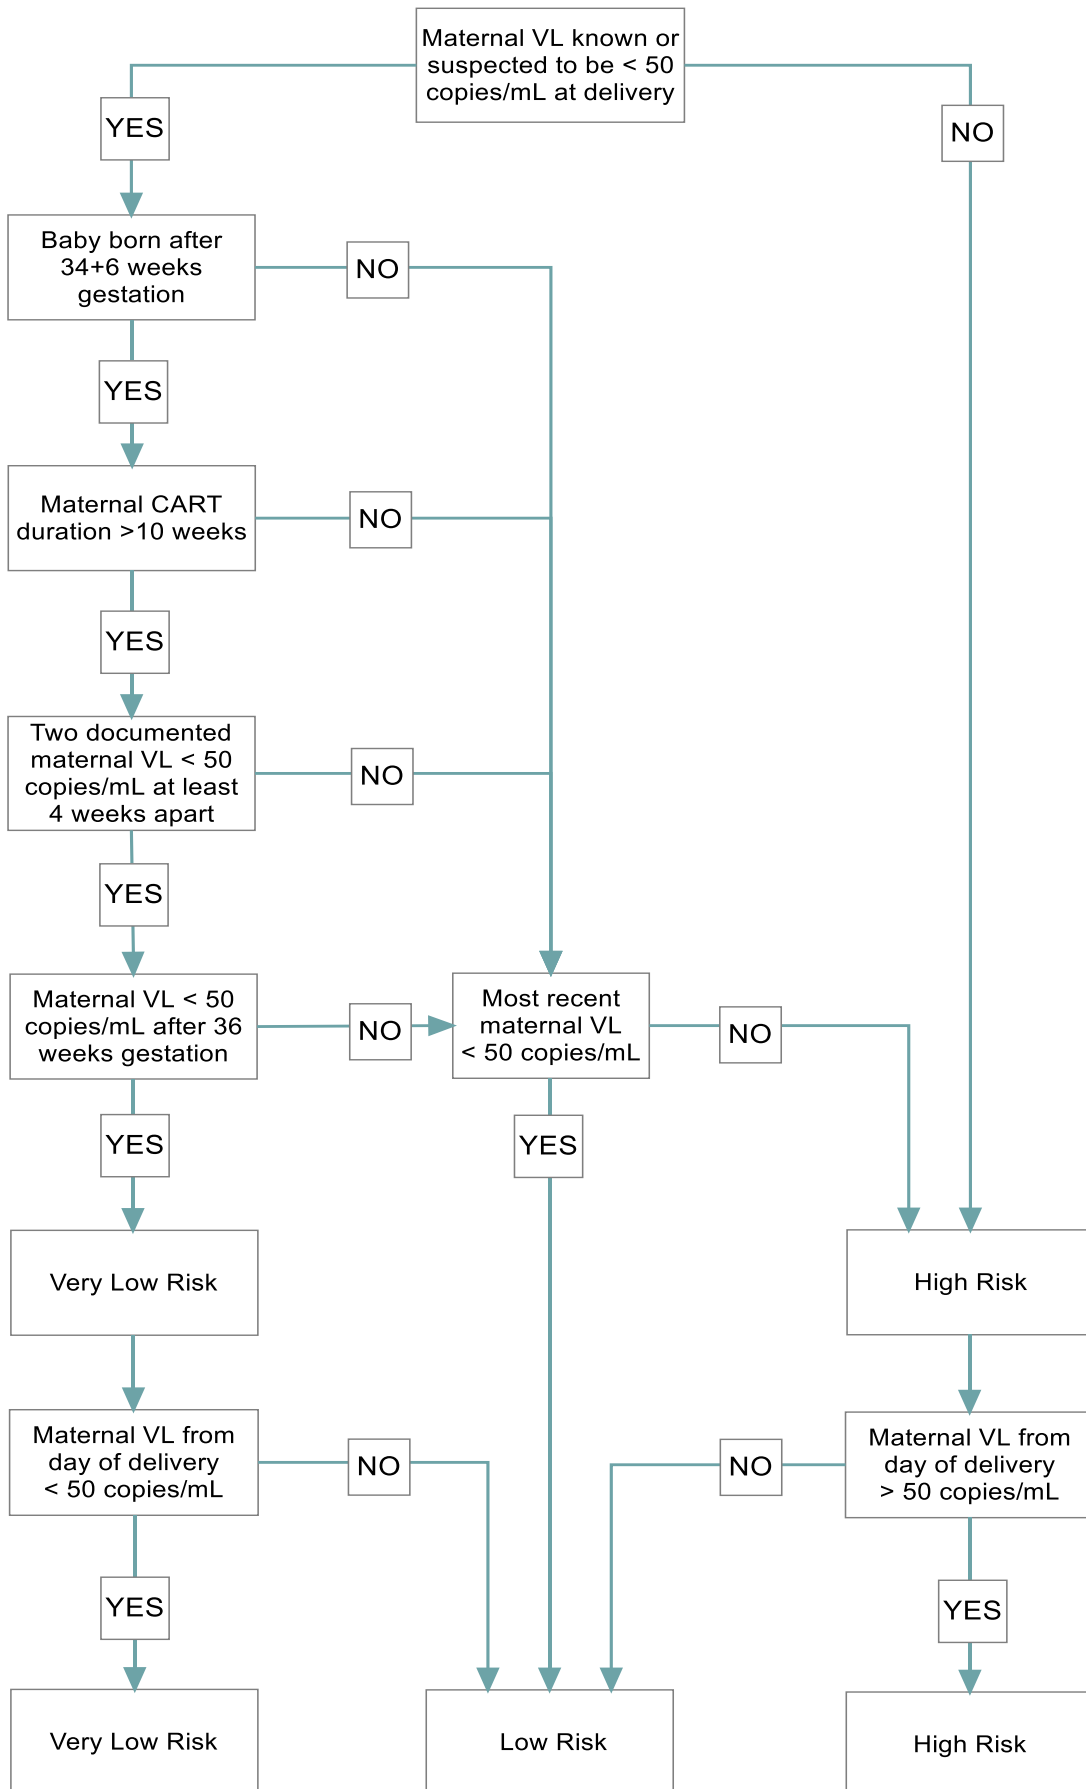 Maternal VL known or
suspected to be < 50
copies/mL at delivery
YES
NO
Baby born after
34+6 weeks
gestation
NO
YES
Maternal CART
duration >10 weeks
NO
YES
Two documented
maternal VL < 50
copies/mL at least
4 weeks apart
NO
YES
Maternal VL < 50
copies/mL after 36
weeks gestation
NO
Most recent
maternal VL
< 50 copies/mL
NO
YES
YES
Very Low Risk
High Risk
Maternal VL from
day of delivery
< 50 copies/mL
NO
NO
Maternal VL from
day of delivery
> 50 copies/mL
YES
YES
Very Low Risk
Low Risk
High Risk